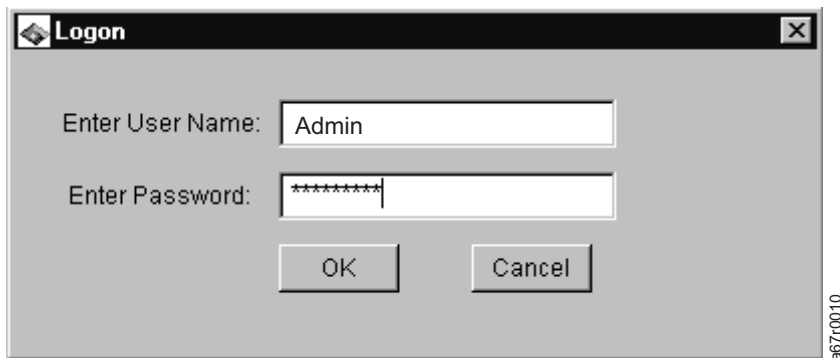 Logon
Enter User Name: Admin
Enter Password: *********
OK Cancel
a67r0010